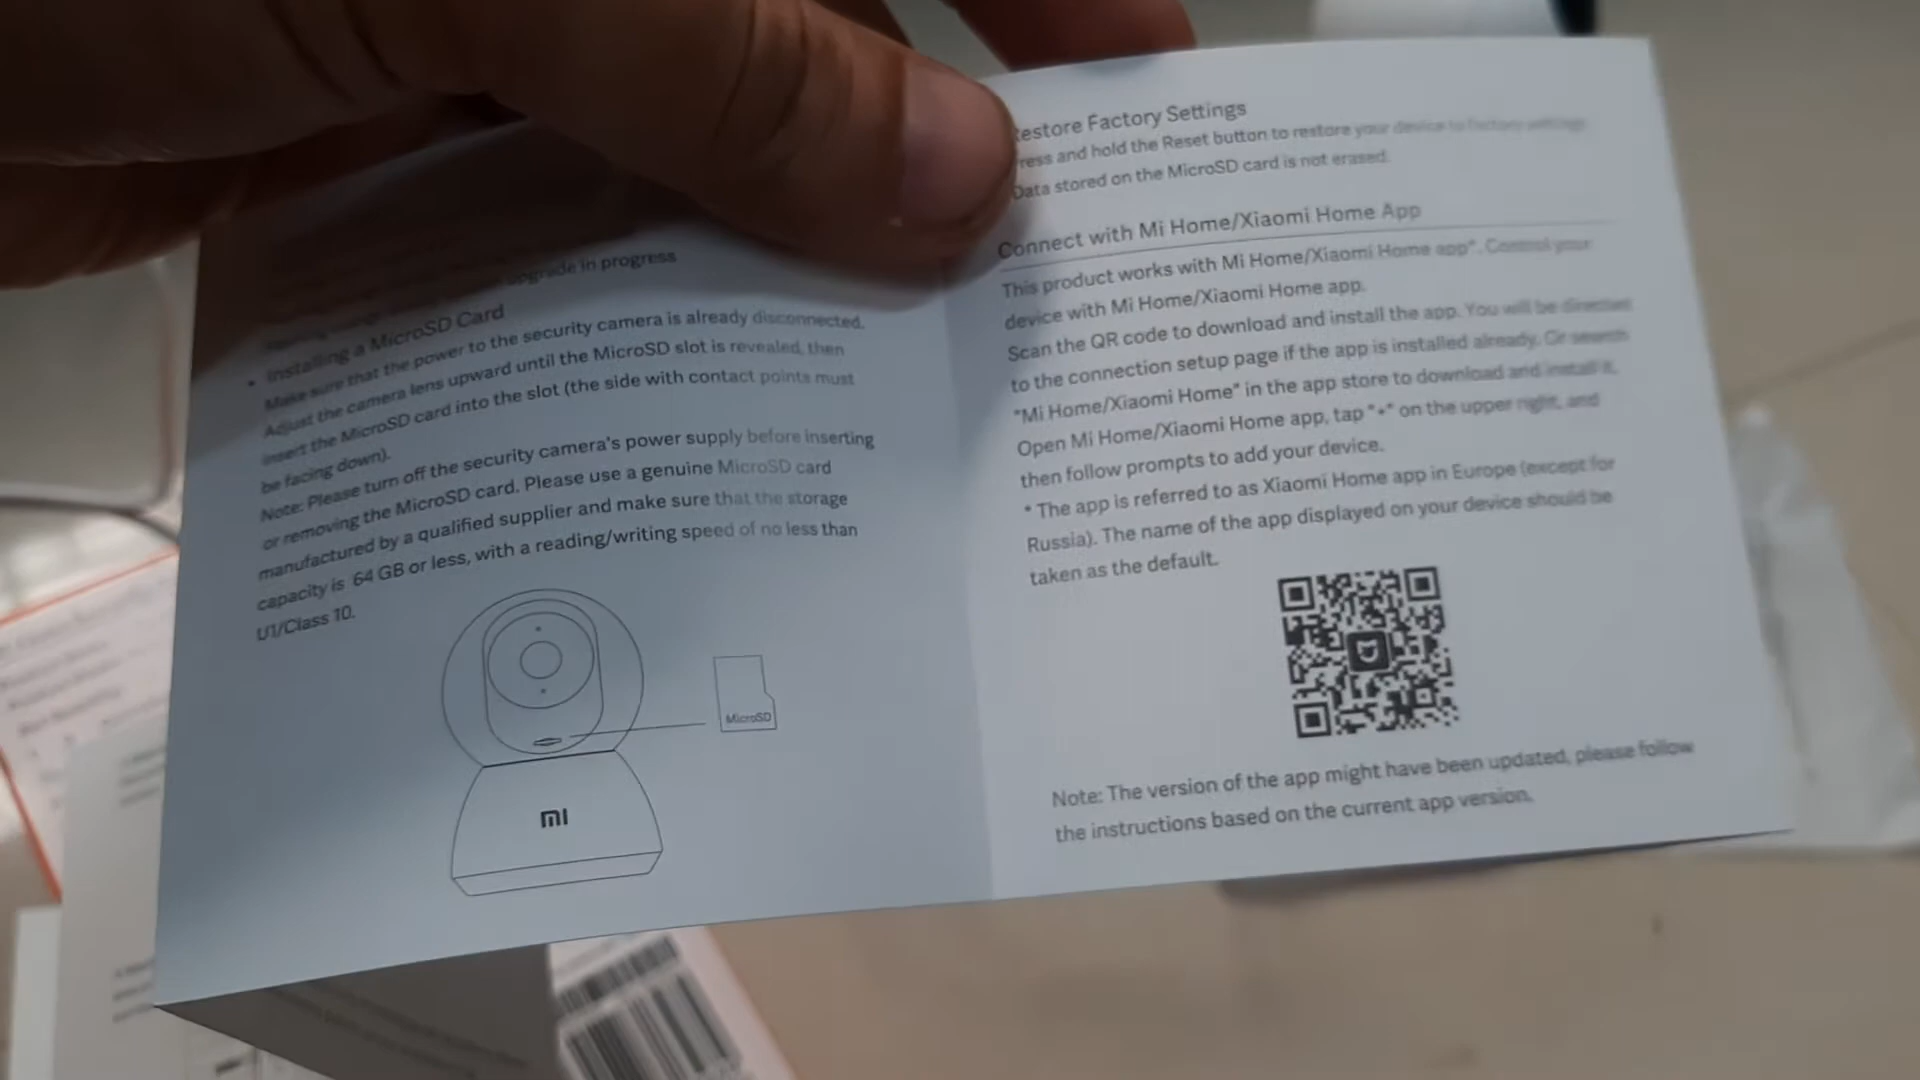 upgrade in progress
• Installing a MicroSD Card
Make sure that the power to the security camera is already disconnected.
Adjust the camera lens upward until the MicroSD slot is revealed, then
insert the MicroSD card into the slot (the side with contact points must
be facing down).
Note: Please turn off the security camera's power supply before inserting
or removing the MicroSD card. Please use a genuine MicroSD card
manufactured by a qualified supplier and make sure that the storage
capacity is 64 GB or less, with a reading/writing speed of no less than
U1/Class 10.
MicroSD
mi
estore Factory Settings
ress and hold the Reset button to restore your device to factory settings.
Data stored on the MicroSD card is not erased.
Connect with Mi Home/Xiaomi Home App
This product works with Mi Home/Xiaomi Home app*. Control your
device with Mi Home/Xiaomi Home app.
Scan the QR code to download and install the app. You will be directed
to the connection setup page if the app is installed already. Or search
"Mi Home/Xiaomi Home" in the app store to download and install it.
Open Mi Home/Xiaomi Home app, tap "+" on the upper right, and
then follow prompts to add your device.
* The app is referred to as Xiaomi Home app in Europe (except for
Russia). The name of the app displayed on your device should be
taken as the default.
Note: The version of the app might have been updated, please follow
the instructions based on the current app version.